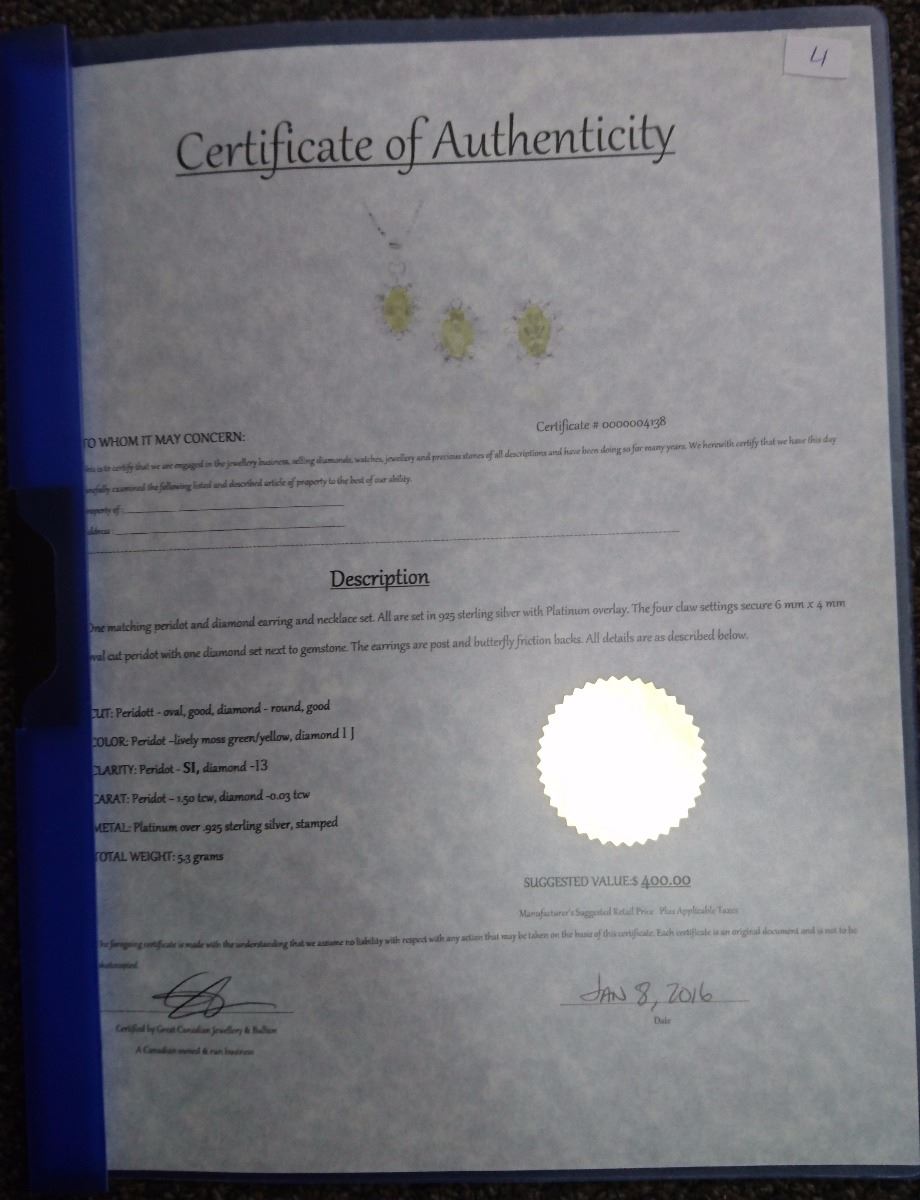 4
Certificate of Authenticity
Certificate # 0000004138
TO WHOM IT MAY CONCERN:
his is to certify that we are engaged in the jewellery business, selling diamonds, watches, jewellery and precious stones of all descriptions and have been doing so for many years. We herewith certify that we have this day
refully examined the following listed and described article of property to the best of our ability.
roperty of:
ddress:
Description
One matching peridot and diamond earring and necklace set. All are set in 925 sterling silver with Platinum overlay. The four claw settings secure 6 mm x 4 mm
oval cut peridot with one diamond set next to gemstone. The earrings are post and butterfly friction backs. All details are as described below.
CUT: Peridott - oval, good, diamond - round, good
COLOR: Peridot –lively moss green/yellow, diamond I J
CLARITY: Peridot - SI, diamond -I3
CARAT: Peridot – 1.50 tcw, diamond -0.03 tcw
METAL: Platinum over .925 sterling silver, stamped
TOTAL WEIGHT: 5.3 grams
SUGGESTED VALUE:$ 400.00
Manufacturer's Suggested Retail Price Plus Applicable Taxes
The foregoing certificate is made with the understanding that we assume no liability with respect with any action that may be taken on the basis of this certificate. Each certificate is an original document and is not to be
photocopied.
JAN 8, 2016
Date
Certified by Great Canadian Jewellery & Bullion
A Canadian owned & run business